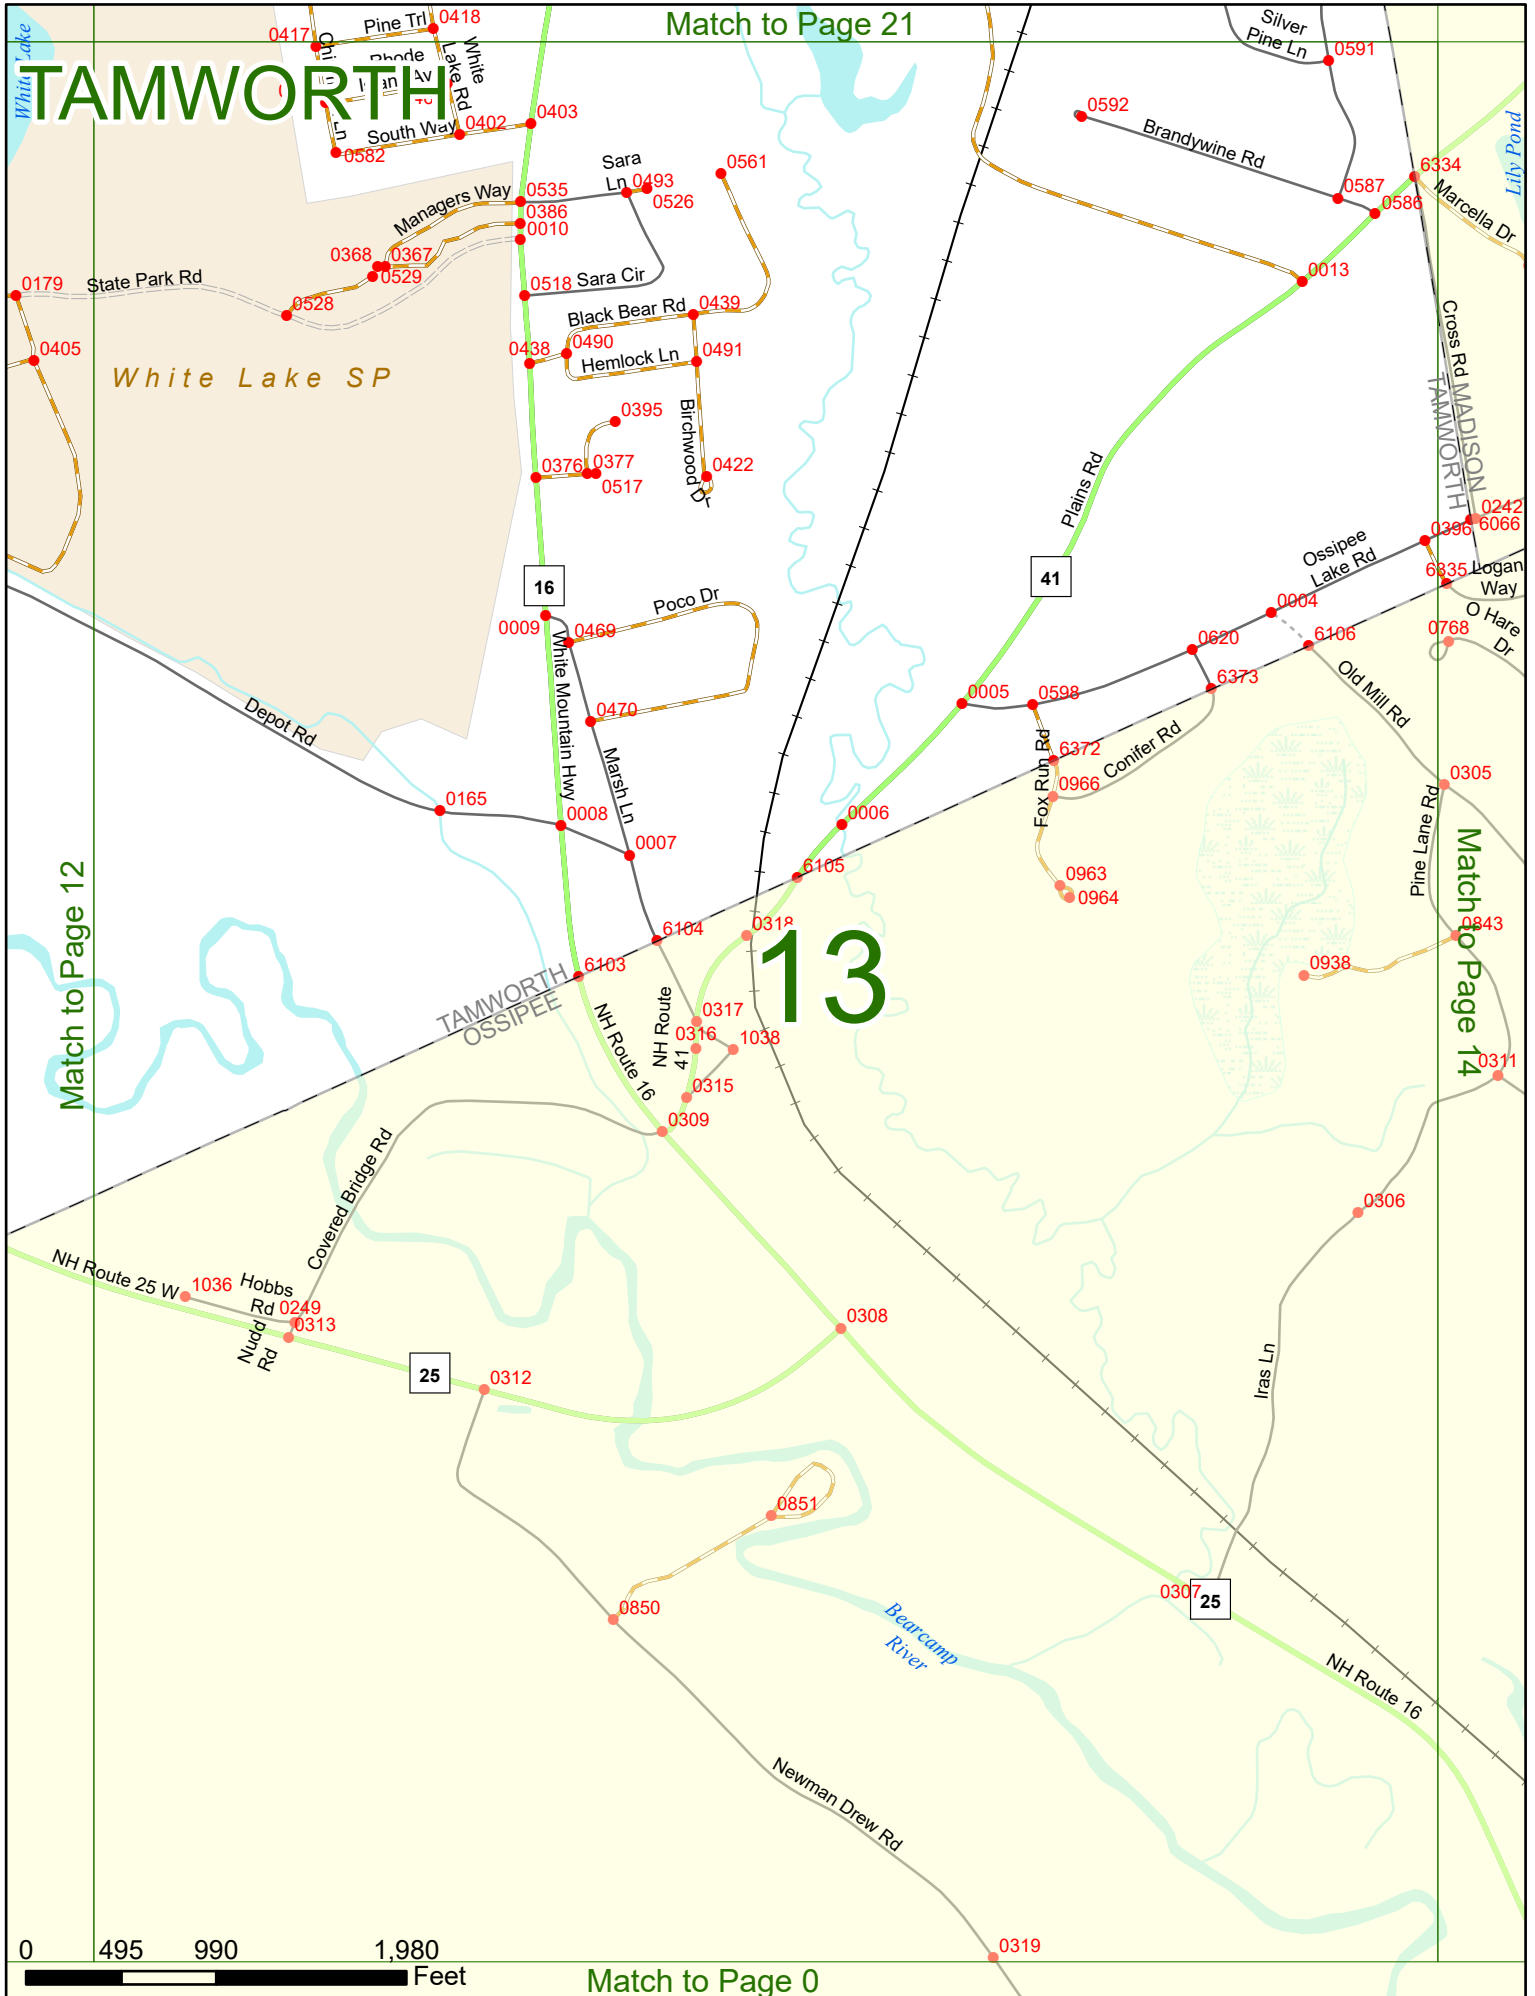 Match to Page 21
White Lake
TAMWORTH
0417
Pine Trl
0418
White
Lake Rd
Rhode
South Way
0402
0403
0582
Silver
Pine Ln
0591
0592
Brandywine Rd
0587
0586
6334
Marcella Dr
Lily Pond
Sara
Ln
0493
0526
0561
Managers Way
0535
0386
0010
0368
0367
0529
0528
0179
State Park Rd
0405
White Lake SP
0518
Sara Cir
Black Bear Rd
0439
0438
0490
Hemlock Ln
0491
0395
Birchwood Dr
0376
0377
0517
0422
0013
Cross Rd
MADISON
TAMWORTH
Plains Rd
41
Ossipee
Lake Rd
0396
0242
6066
6335
Logan
Way
O Hare
Dr
0768
0004
6106
0620
6373
Old Mill Rd
16
0009
0469
Poco Dr
White Mountain Hwy
0470
Marsh Ln
Depot Rd
0165
0008
0007
0005
0598
6372
Fox Run Rd
0966
Conifer Rd
0963
0964
0006
6105
0305
Pine Lane Rd
0843
0938
0311
Match to Page 12
Match to Page 14
6104
0318
13
6103
TAMWORTH
OSSIPEE
NH Route 16
NH Route
41
0317
0316
1038
0315
0309
Covered Bridge Rd
0306
NH Route 25 W
1036
Hobbs
Rd
0249
0313
Nudd
Rd
25
0312
0308
Iras Ln
0851
0850
0307
25
Bearcamp
River
NH Route 16
Newman Drew Rd
0319
0
495
990
1,980
Feet
Match to Page 0